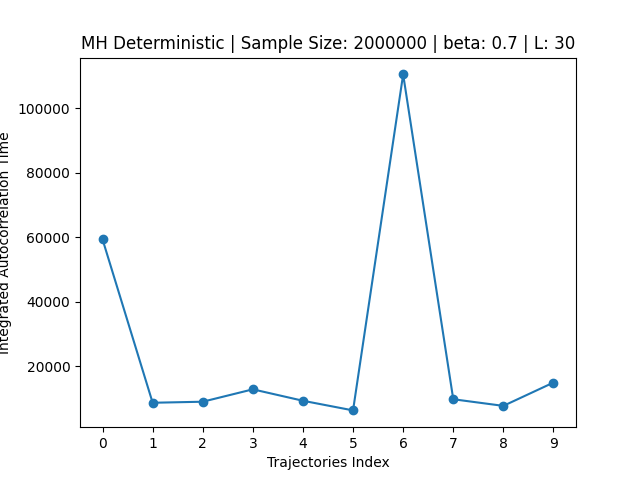 MH Deterministic | Sample Size: 2000000 | beta: 0.7 | L: 30
Integrated Autocorrelation Time
100000
80000
60000
40000
20000
0 1 2 3 4 5 6 7 8 9
Trajectories Index